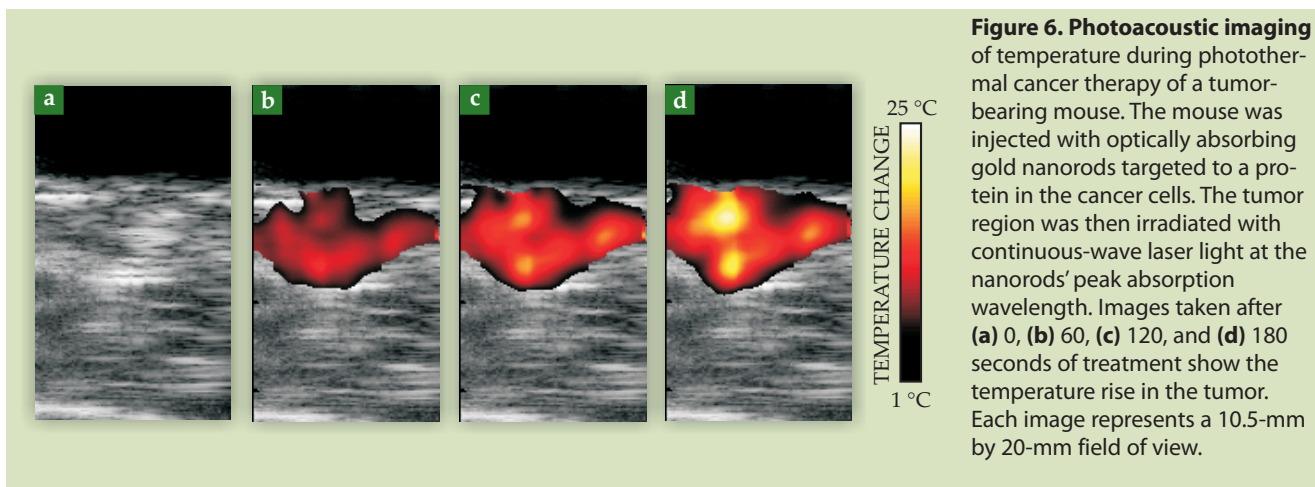 a
b
c
d
25 °C
TEMPERATURE CHANGE
1 °C
Figure 6. Photoacoustic imaging
of temperature during photother-
mal cancer therapy of a tumor-
bearing mouse. The mouse was
injected with optically absorbing
gold nanorods targeted to a pro-
tein in the cancer cells. The tumor
region was then irradiated with
continuous-wave laser light at the
nanorods’ peak absorption
wavelength. Images taken after
(a) 0, (b) 60, (c) 120, and (d) 180
seconds of treatment show the
temperature rise in the tumor.
Each image represents a 10.5-mm
by 20-mm field of view.